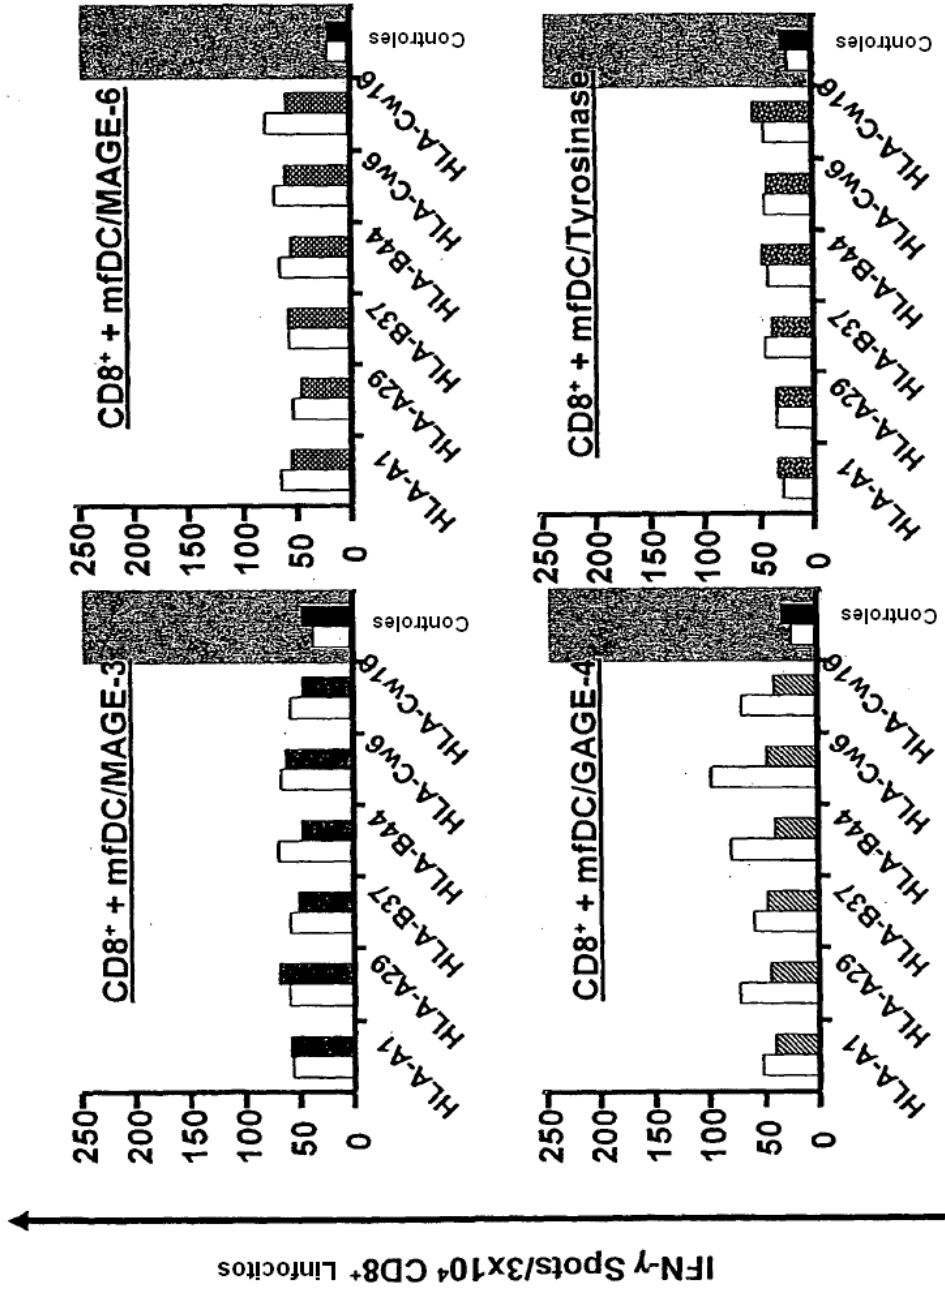 IFN-γ Spots/3x10⁴ CD8⁺ Linfocitos
CD8⁺ + mfDC/MAGE-3
250
200
150
100
50
0
HLA-A1
HLA-A29
HLA-B37
HLA-B44
HLA-Cw6
HLA-Cw16
Controles
CD8⁺ + mfDC/MAGE-6
250
200
150
100
50
0
HLA-A1
HLA-A29
HLA-B37
HLA-B44
HLA-Cw6
HLA-Cw16
Controles
CD8⁺ + mfDC/GAGE-4
250
200
150
100
50
0
HLA-A1
HLA-A29
HLA-B37
HLA-B44
HLA-Cw6
HLA-Cw16
Controles
CD8⁺ + mfDC/Tyrosinase
250
200
150
100
50
0
HLA-A1
HLA-A29
HLA-B37
HLA-B44
HLA-Cw6
HLA-Cw16
Controles